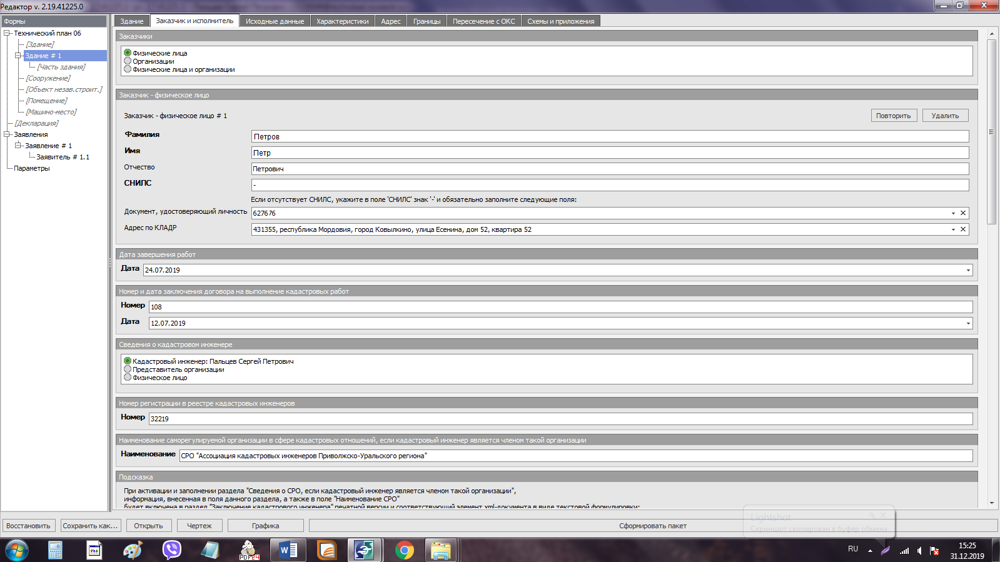 Редактор v. 2.19.41225.0
Формы
Технический план 06
[Здание]
Здание # 1
[Часть здания]
[Сооружение]
[Объект незав.строит.]
[Помещение]
[Машино-место]
[Декларация]
Заявления
Заявление # 1
Заявитель # 1.1
Параметры
Здание Заказчик и исполнитель Исходные данные Характеристики Адрес Границы Пересечение с ОКС Схемы и приложения
Заказчики
Физические лица
Организации
Физические лица и организации
Заказчик - физическое лицо
Заказчик - физическое лицо # 1 Повторить Удалить
Фамилия Петров
Имя Петр
Отчество Петрович
СНИЛС -
Если отсутствует СНИЛС, укажите в поле 'СНИЛС' знак '-' и обязательно заполните следующие поля:
Документ, удостоверяющий личность 627676
Адрес по КЛАДР 431355, республика Мордовия, город Ковылкино, улица Есенина, дом 52, квартира 52
Дата завершения работ
Дата 24.07.2019
Номер и дата заключения договора на выполнение кадастровых работ
Номер 108
Дата 12.07.2019
Сведения о кадастровом инженере
Кадастровый инженер: Пальцев Сергей Петрович
Представитель организации
Физическое лицо
Номер регистрации в реестре кадастровых инженеров
Номер 32219
Наименование саморегулируемой организации в сфере кадастровых отношений, если кадастровый инженер является членом такой организации
Наименование СРО "Ассоциация кадастровых инженеров Приволжско-Уральского региона"
Подсказка
При активации и заполнении раздела "Сведения о СРО, если кадастровый инженер является членом такой организации",
информация, внесенная в поля данного раздела, а также в поле "Наименование СРО"
будет включена в раздел "Заключение кадастрового инженера" печатной версии и соответствующий элемент xml-документа в виде текстовой формулировки:
Lightshot
Скриншот скопирован в буфер обмена
Восстановить Сохранить как... Открыть Чертеж Графика Сформировать пакет
PDF24
RU
15:25
31.12.2019